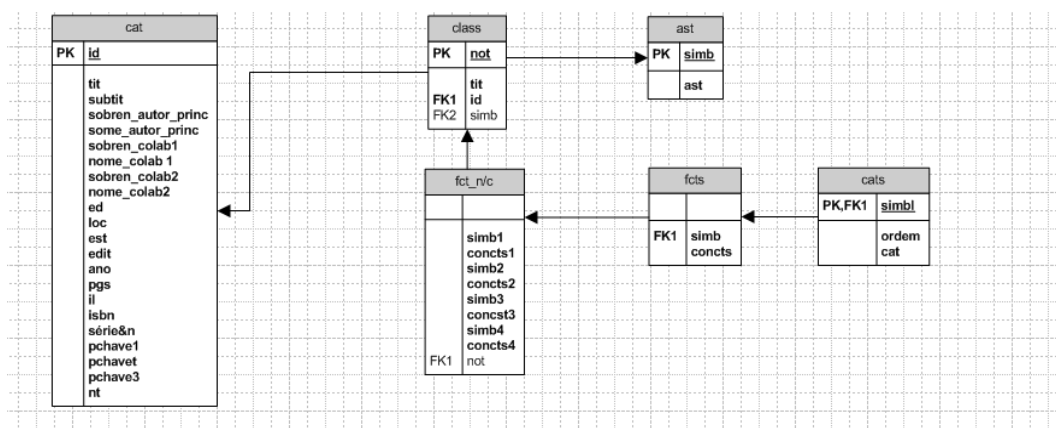 cat
PK id
tit
subtit
sobren_autor_princ
some_autor_princ
sobren_colab1
nome_colab 1
sobren_colab2
nome_colab2
ed
loc
est
edit
ano
pgs
il
isbn
série&n
pchave1
pchavet
pchave3
nt
class
PK not
tit
FK1 id
FK2 simb
ast
PK simb
ast
fct_n/c
simb1
concts1
simb2
concts2
simb3
concst3
simb4
concts4
FK1 not
fcts
FK1 simb
concts
cats
PK,FK1 simbl
ordem
cat